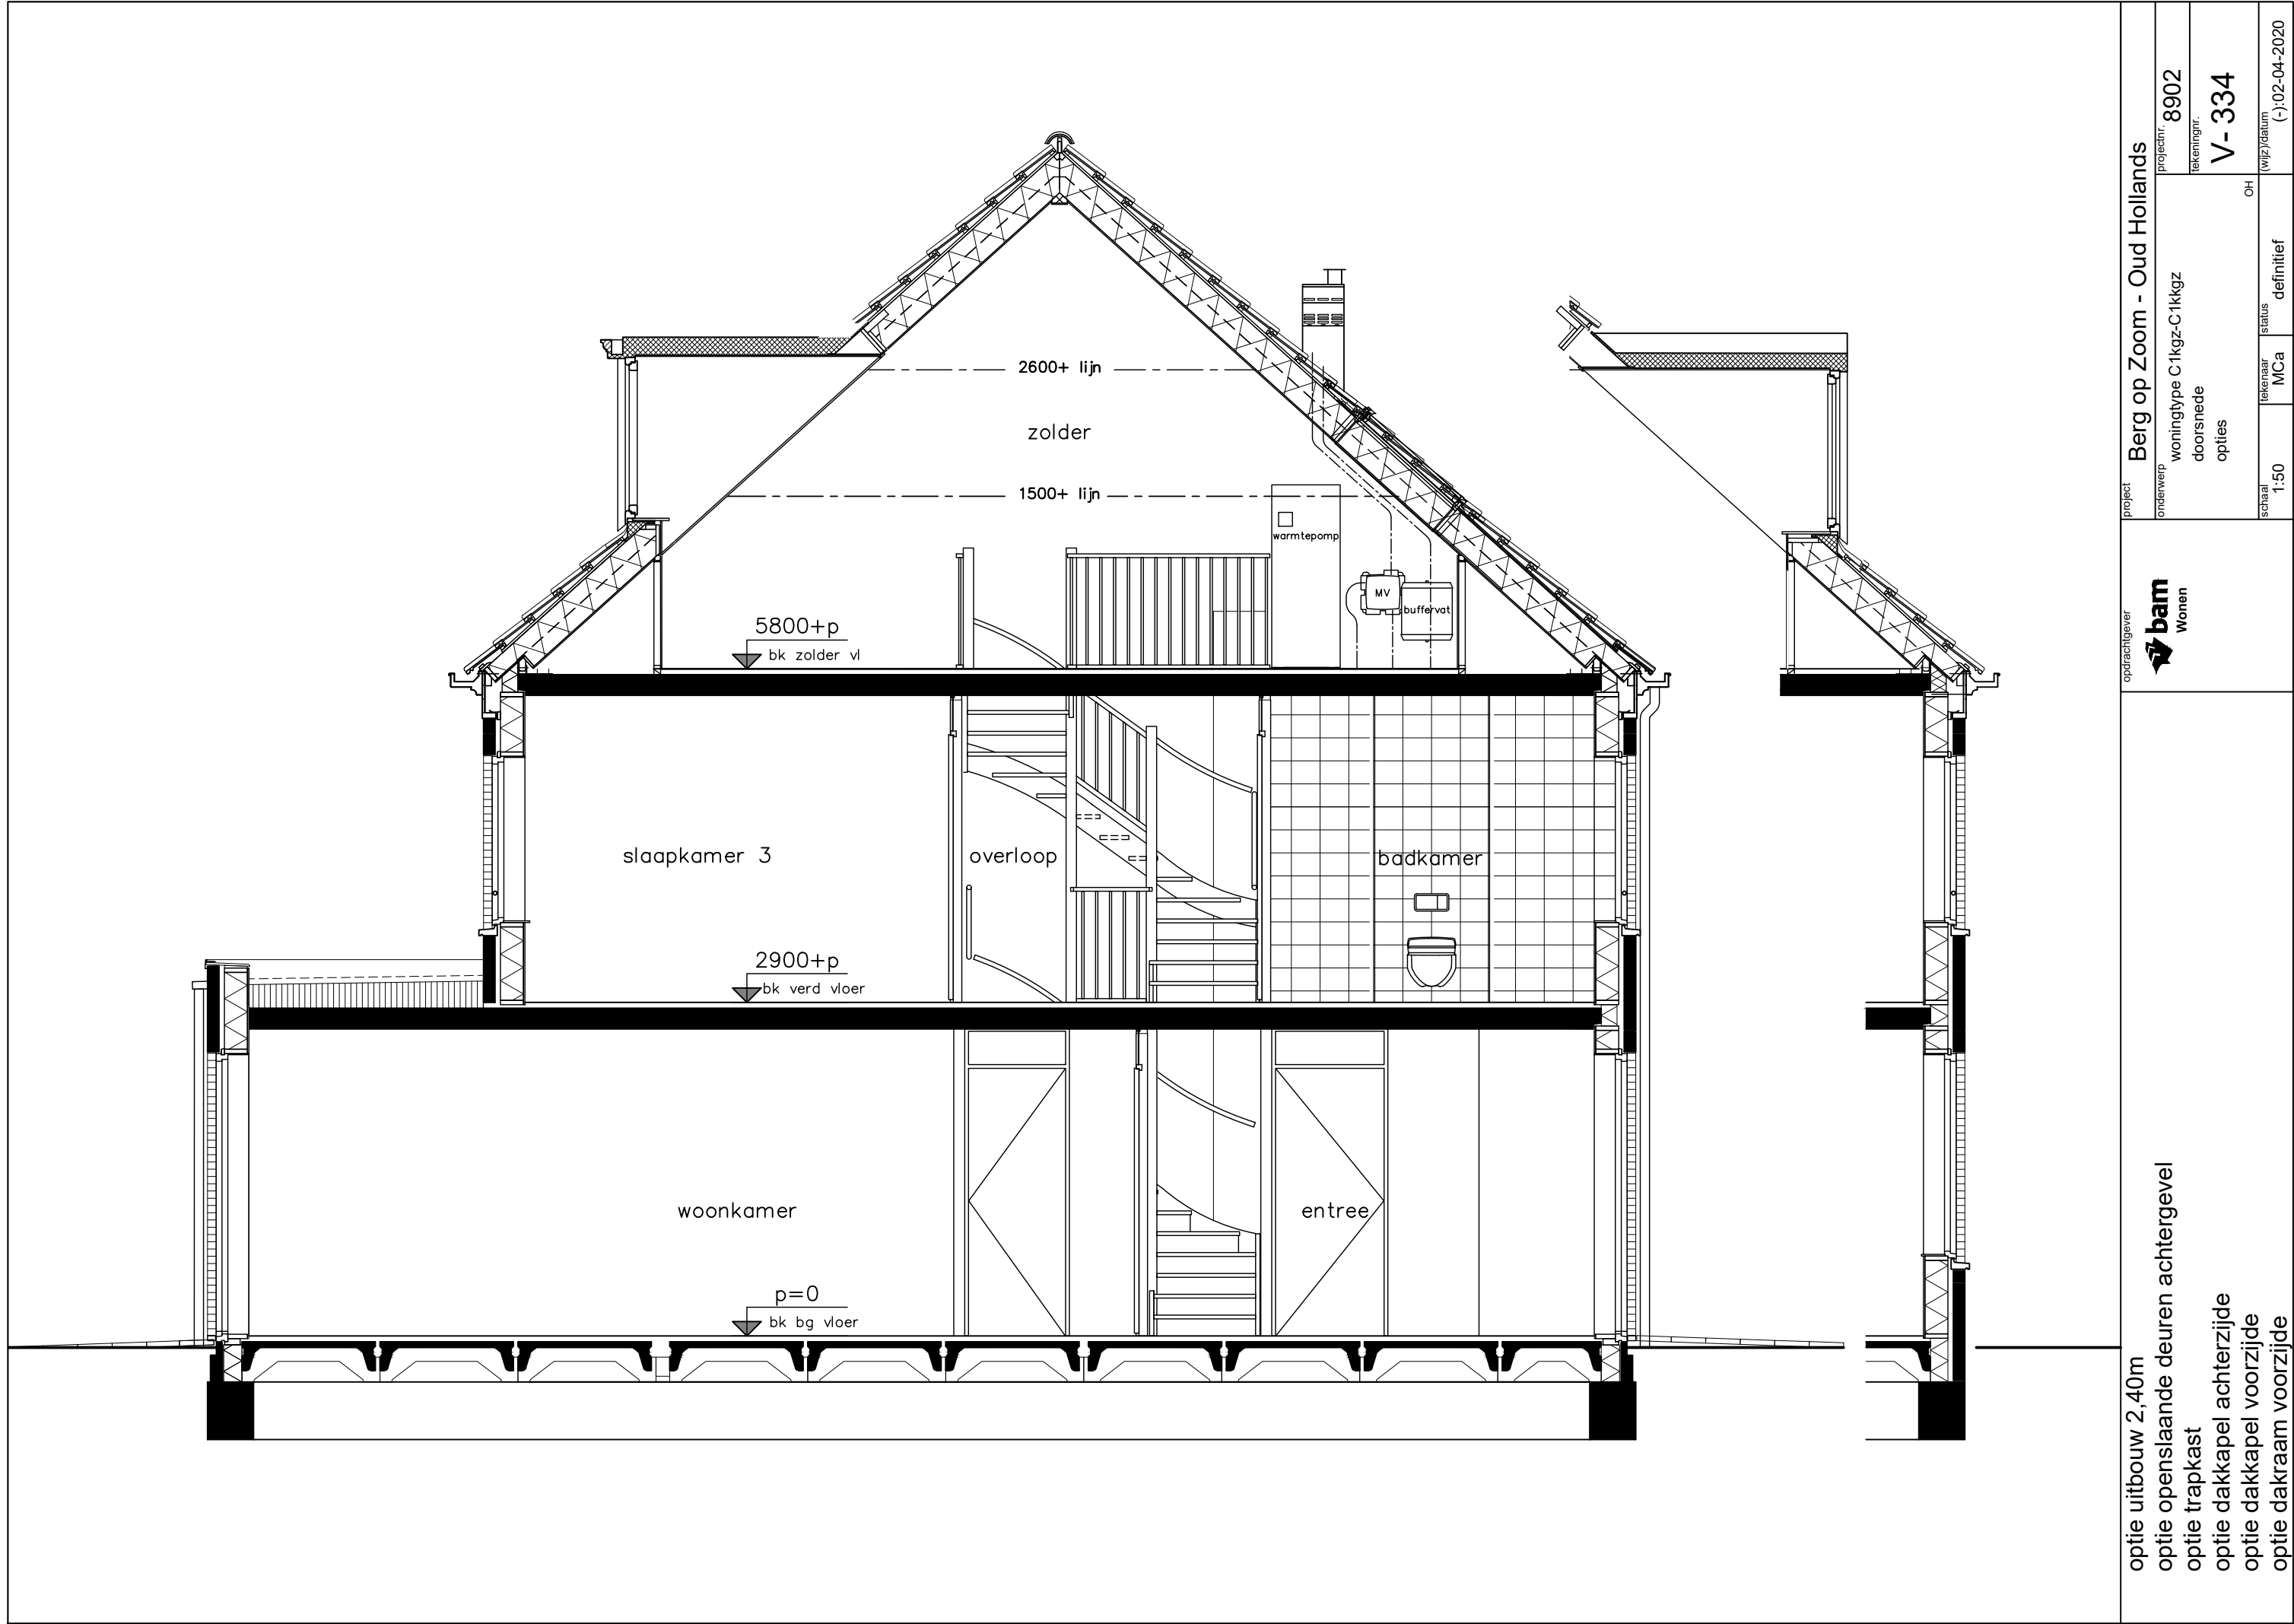 2600+ lijn
zolder
1500+ lijn
warmtepomp
MV
buffervat
5800+p
bk zolder vl
slaapkamer 3
overloop
badkamer
2900+p
bk verd vloer
woonkamer
entree
p=0
bk bg vloer
optie uitbouw 2,40m
optie openslaande deuren achtergevel
optie trapkast
optie dakkapel achterzijde
optie dakkapel voorzijde
optie dakraam voorzijde
opdrachtgever
bam
Wonen
project
Berg op Zoom - Oud Hollands
onderwerp
woningtype C1kgz-C1kkgz
doorsnede
opties
OH
projectnr.
8902
tekeningnr.
V- 334
schaal
1:50
tekenaar
MCa
status
definitief
(wijz)/datum
(-):02-04-2020